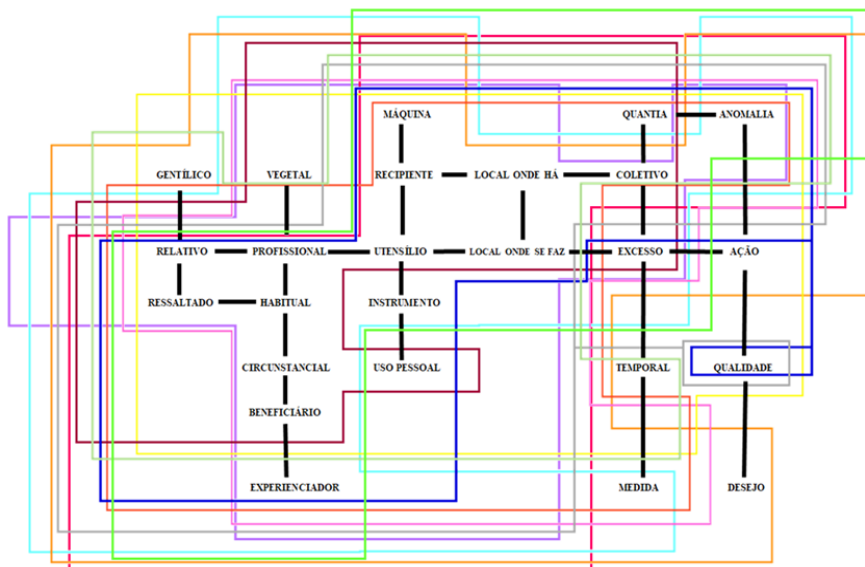 MÁQUINA QUANTIA ANOMALIA
GENTÍLICO VEGETAL RECIPIENTE LOCAL ONDE HÁ COLETIVO
RELATIVO PROFISSIONAL UTENSÍLIO LOCAL ONDE SE FAZ EXCESSO AÇÃO
RESSALTADO HABITUAL INSTRUMENTO
CIRCUNSTANCIAL USO PESSOAL TEMPORAL QUALIDADE
BENEFICIÁRIO
EXPERIENCIADOR MEDIDA DESEJO